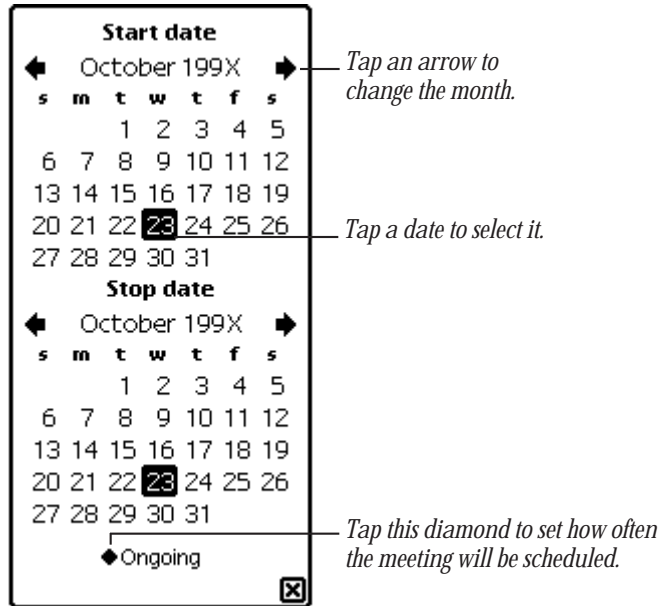 Start date
October 199X
Tap an arrow to
change the month.
s m t w t f s
1 2 3 4 5
6 7 8 9 10 11 12
13 14 15 16 17 18 19
20 21 22 23 24 25 26
Tap a date to select it.
27 28 29 30 31
Stop date
October 199X
s m t w t f s
1 2 3 4 5
6 7 8 9 10 11 12
13 14 15 16 17 18 19
20 21 22 23 24 25 26
27 28 29 30 31
Ongoing
Tap this diamond to set how often
the meeting will be scheduled.